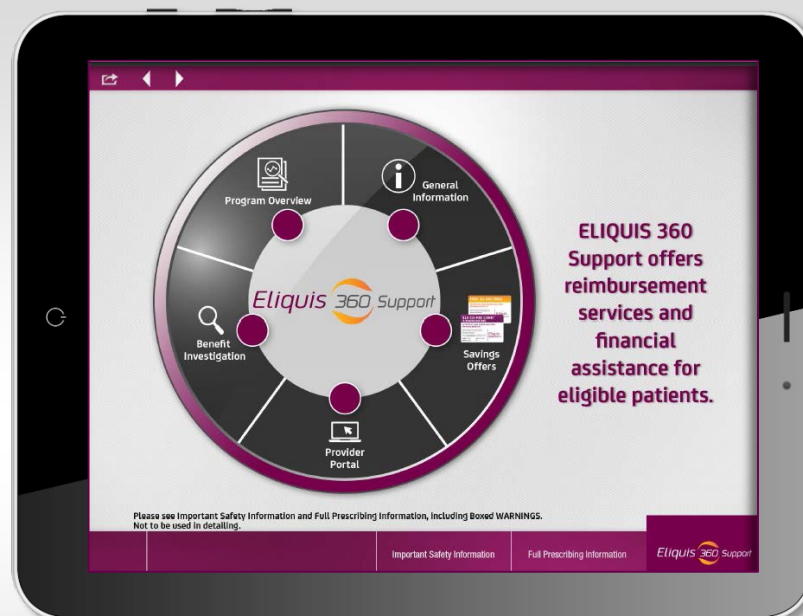 Program Overview
General
Information
Savings
Offers
Provider
Portal
Benefit
Investigation
Eliquis 360 Support
ELIQUIS 360
Support offers
reimbursement
services and
financial
assistance for
eligible patients.
Please see Important Safety Information and Full Prescribing Information, including Boxed WARNINGS.
Not to be used in detailing.
Important Safety Information
Full Prescribing Information
Eliquis 360 Support